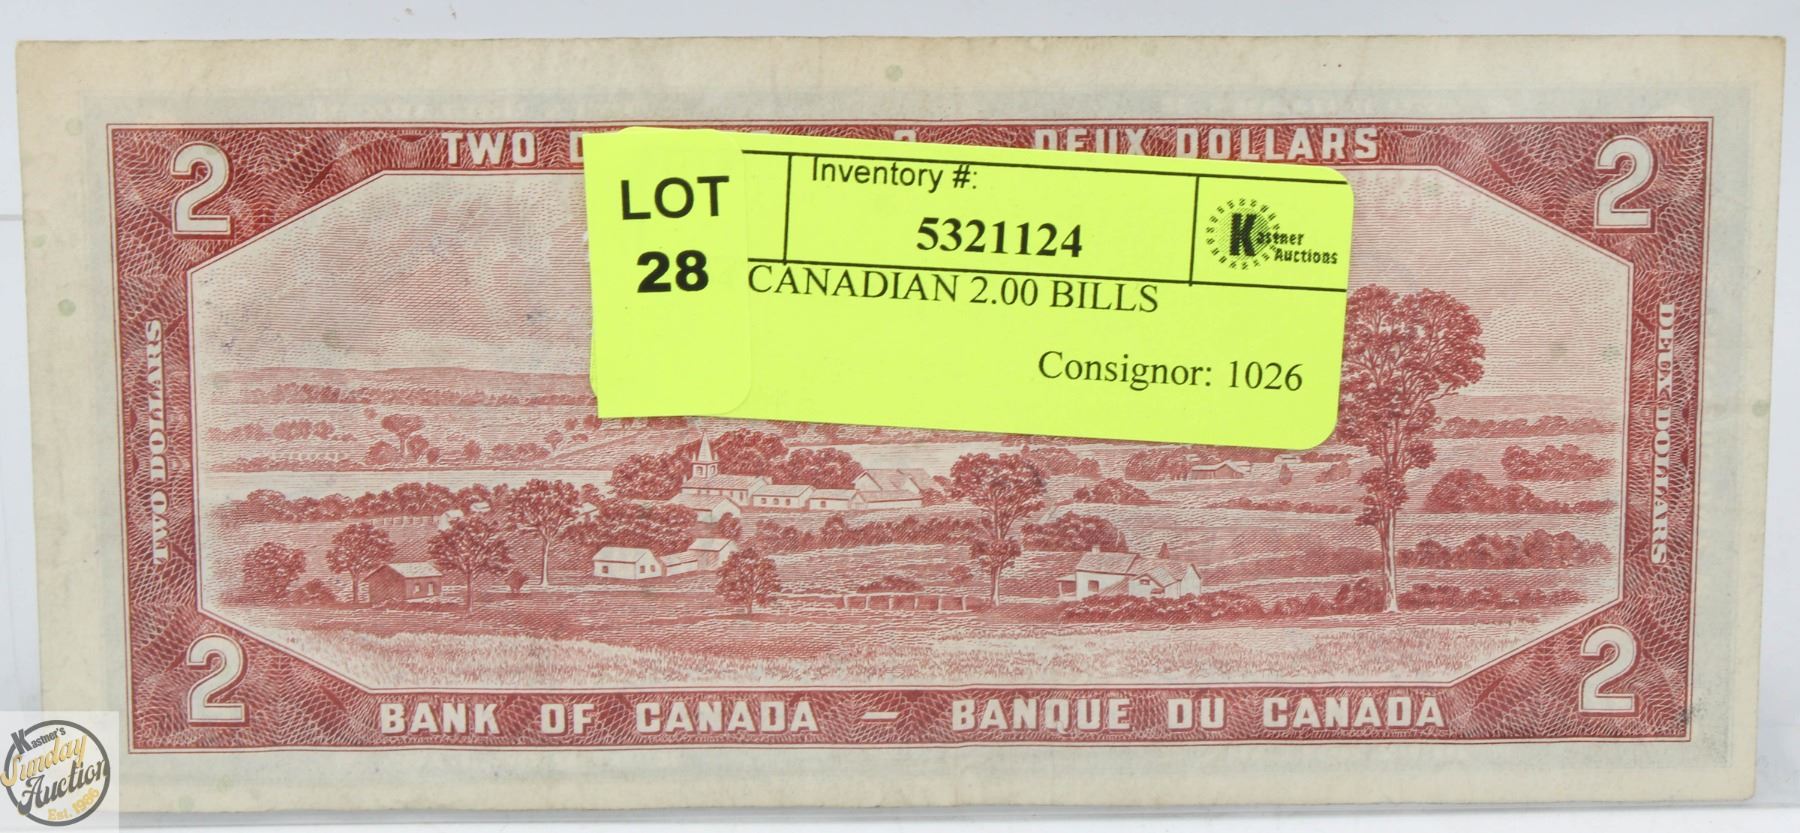 TWO DEUX DOLLARS
2
2
LOT
28
Inventory #:
5321124
Kastner
Auctions
CANADIAN 2.00 BILLS
Consignor: 1026
TWO DOLLARS
DEUX DOLLARS
2
2
BANK OF CANADA — BANQUE DU CANADA
Kastner's
Sunday
Auction
Est. 1986